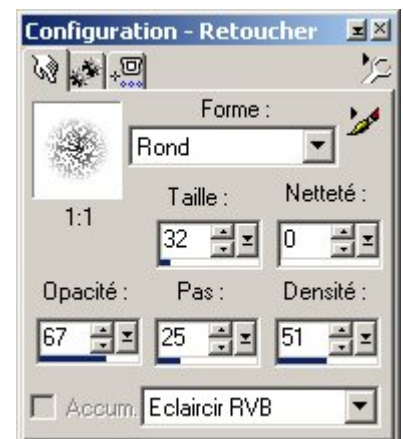 Configuration - Retoucher
Forme :
Rond
1:1
Taille :
Netteté :
32
0
Opacité :
Pas :
Densité :
67
25
51
Accum.
Eclaircir RVB